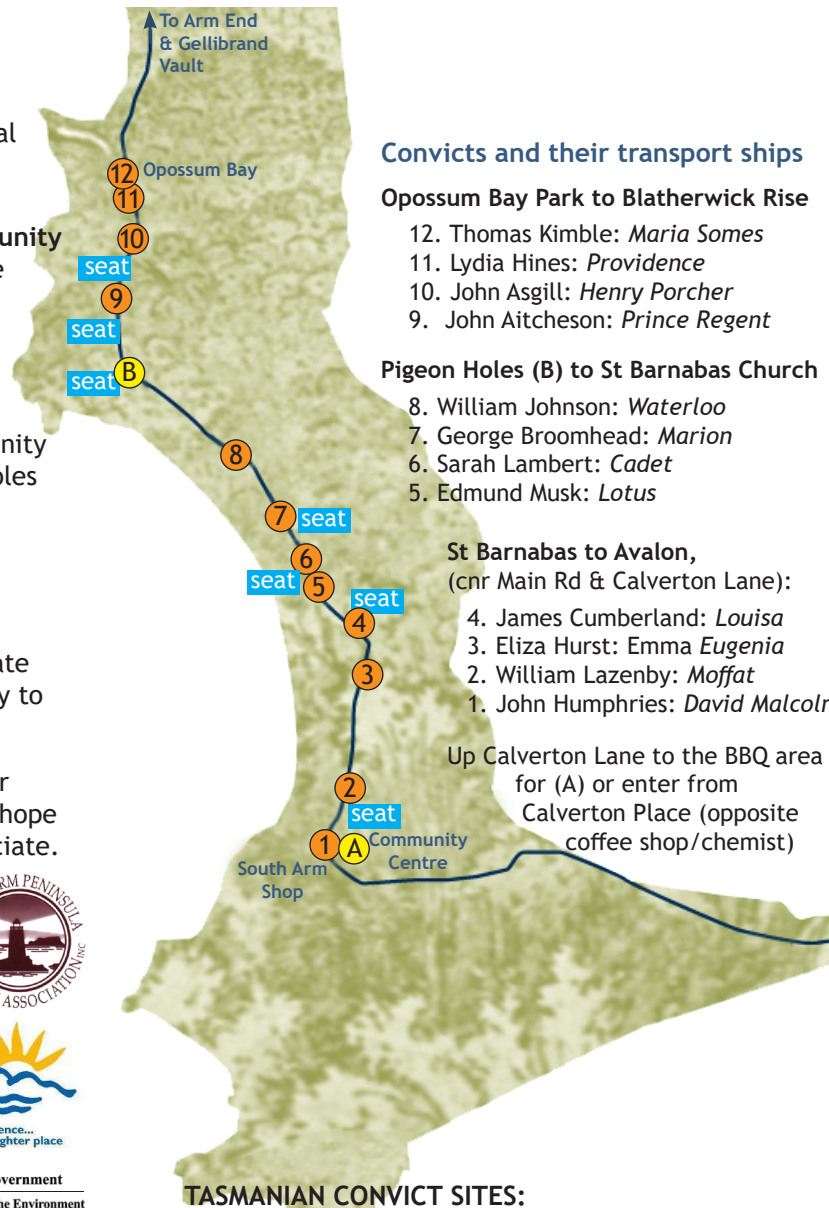 To Arm End
& Gellibrand
Vault
al
Opossum Bay
12
11
10
unity
e
seat
9
seat
seat
B
nity
oles
8
7
seat
6
seat
5
seat
4
3
ate
y to
2
seat
r
hope
ciate.
1
A
Community
Centre
South Arm
Shop
Convicts and their transport ships
Opossum Bay Park to Blatherwick Rise
12. Thomas Kimble: Maria Somes
11. Lydia Hines: Providence
10. John Asgill: Henry Porcher
9. John Aitcheson: Prince Regent
Pigeon Holes (B) to St Barnabas Church
8. William Johnson: Waterloo
7. George Broomhead: Marion
6. Sarah Lambert: Cadet
5. Edmund Musk: Lotus
St Barnabas to Avalon,
(cnr Main Rd & Calverton Lane):
4. James Cumberland: Louisa
3. Eliza Hurst: Emma Eugenia
2. William Lazenby: Moffat
1. John Humphries: David Malcolm
Up Calverton Lane to the BBQ area
for (A) or enter from
Calverton Place (opposite
coffee shop/chemist)
RM PENINSULA
ASSOCIATION INC
ence...
ghter place
vernment
he Environment
TASMANIAN CONVICT SITES: